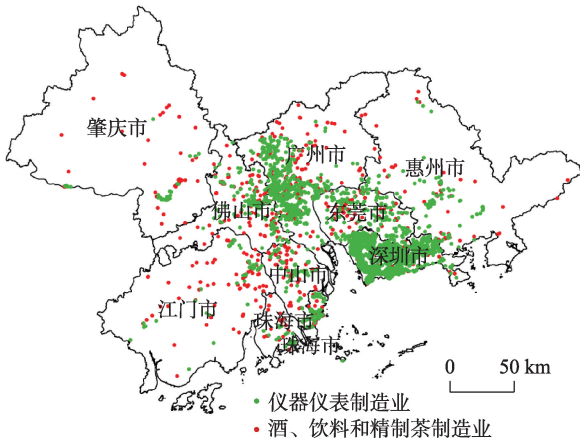 肇庆市
广州市
惠州市
佛山市
东莞市
深圳市
中山市
江门市
珠海市
珠海市
0 50 km
仪器仪表制造业
酒、饮料和精制茶制造业